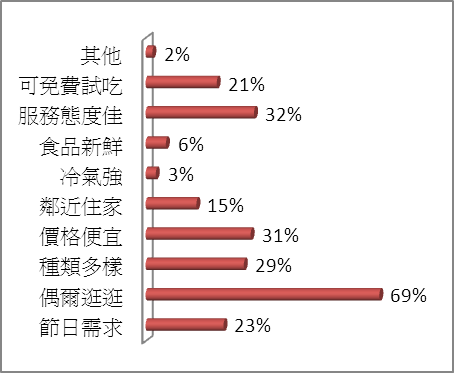 其他 2%
可免費試吃 21%
服務態度佳 32%
食品新鮮 6%
冷氣強 3%
鄰近住家 15%
價格便宜 31%
種類多樣 29%
偶爾逛逛 69%
節日需求 23%